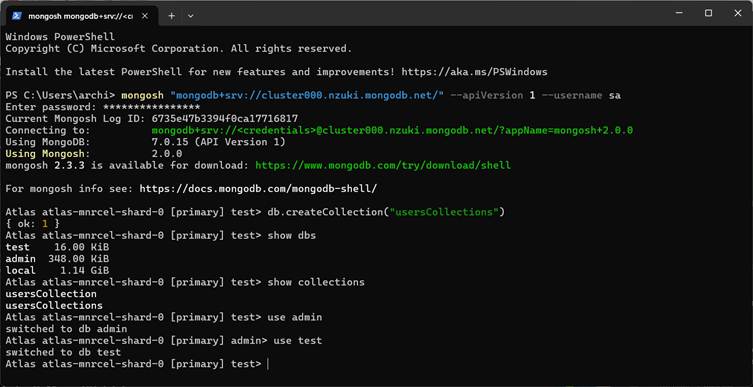 mongosh mongodb+srv://<cr
Windows PowerShell
Copyright (C) Microsoft Corporation. All rights reserved.
Install the latest PowerShell for new features and improvements! https://aka.ms/PSWindows
PS C:\Users\archi> mongosh "mongodb+srv://cluster000.nzuki.mongodb.net/" --apiVersion 1 --username sa
Enter password: ****************
Current Mongosh Log ID: 6735e47b3394f0ca17716817
Connecting to:          mongodb+srv://<credentials>@cluster000.nzuki.mongodb.net/?appName=mongosh+2.0.0
Using MongoDB:          7.0.15 (API Version 1)
Using Mongosh:          2.0.0
mongosh 2.3.3 is available for download: https://www.mongodb.com/try/download/shell
For mongosh info see: https://docs.mongodb.com/mongodb-shell/
Atlas atlas-mnrcel-shard-0 [primary] test> db.createCollection("usersCollections")
{ ok: 1 }
Atlas atlas-mnrcel-shard-0 [primary] test> show dbs
test    16.00 KiB
admin  348.00 KiB
local    1.14 GiB
Atlas atlas-mnrcel-shard-0 [primary] test> show collections
usersCollection
usersCollections
Atlas atlas-mnrcel-shard-0 [primary] test> use admin
switched to db admin
Atlas atlas-mnrcel-shard-0 [primary] admin> use test
switched to db test
Atlas atlas-mnrcel-shard-0 [primary] test>